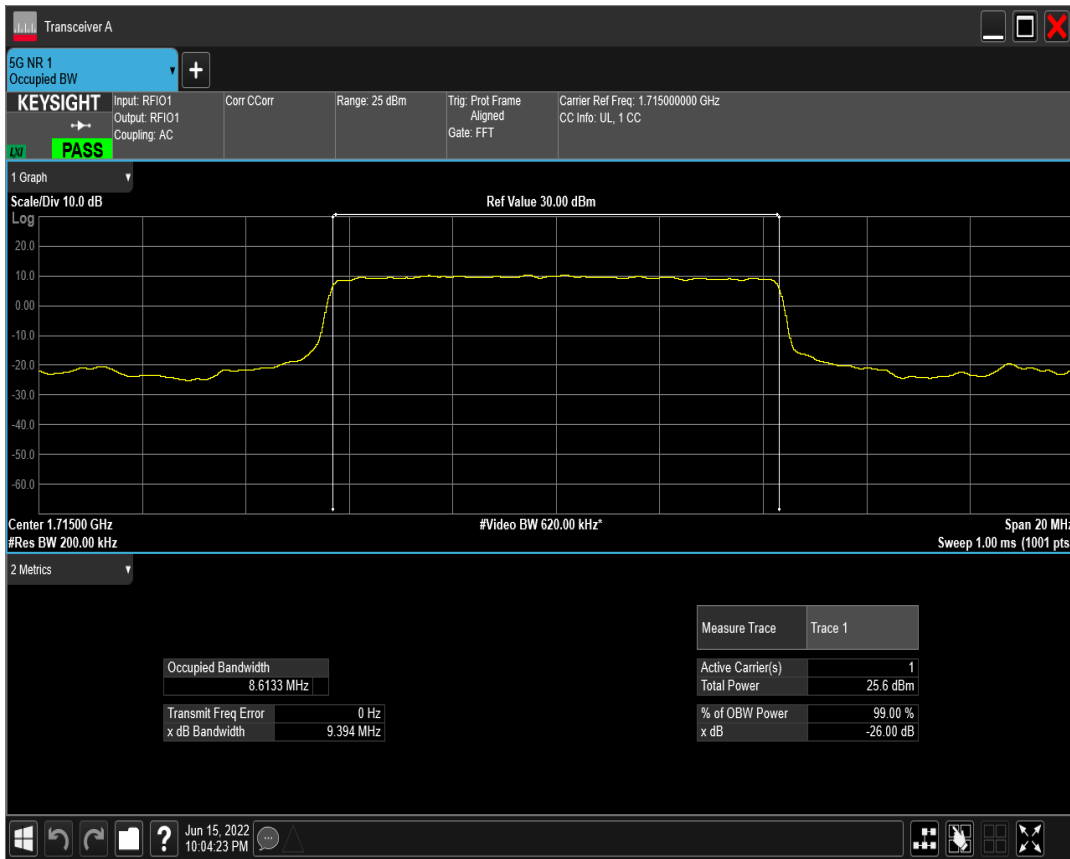 Transceiver A
5G NR 1
Occupied BW
+
KEYSIGHT
LXI
PASS
Input: RFIO1
Output: RFIO1
Coupling: AC
Corr CCorr
Range: 25 dBm
Trig: Prot Frame
Aligned
Gate: FFT
Carrier Ref Freq: 1.715000000 GHz
CC Info: UL, 1 CC
1 Graph
Scale/Div 10.0 dB
Ref Value 30.00 dBm
Log
20.0
10.0
0.00
-10.0
-20.0
-30.0
-40.0
-50.0
-60.0
Center 1.71500 GHz
#Video BW 620.00 kHz*
Span 20 MHz
#Res BW 200.00 kHz
Sweep 1.00 ms (1001 pts
2 Metrics
Measure Trace Trace 1
Occupied Bandwidth
8.6133 MHz
Active Carrier(s) 1
Total Power 25.6 dBm
Transmit Freq Error 0 Hz
x dB Bandwidth 9.394 MHz
% of OBW Power 99.00 %
x dB -26.00 dB
?
Jun 15, 2022
10:04:23 PM